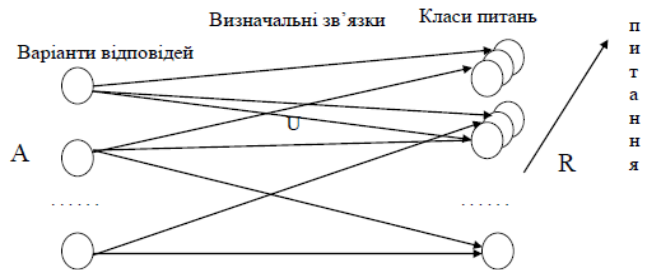 Визначальні зв’язки
Класи питань
Варіанти відповідей
U
A
R
......
......
п
и
т
а
н
н
я